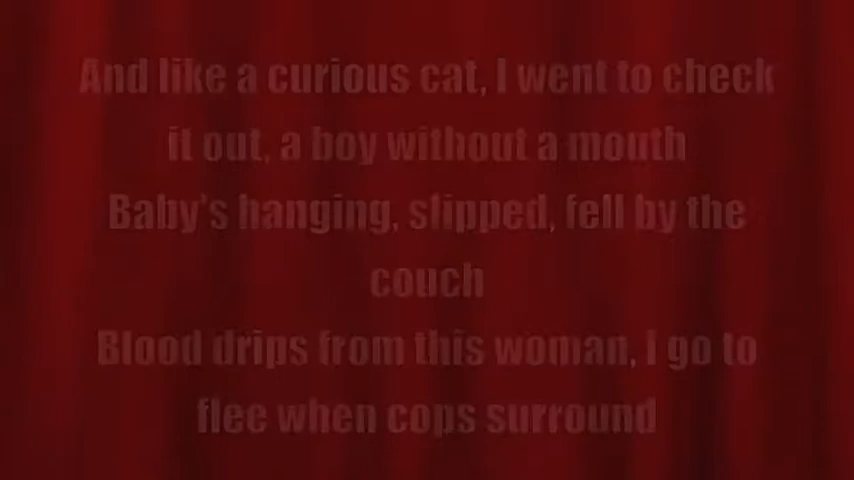 And like a curious cat, I went to check
it out, a boy without a mouth
Baby's hanging, slipped, fell by the
couch
Blood drips from this woman, I go to
flee when cops surround